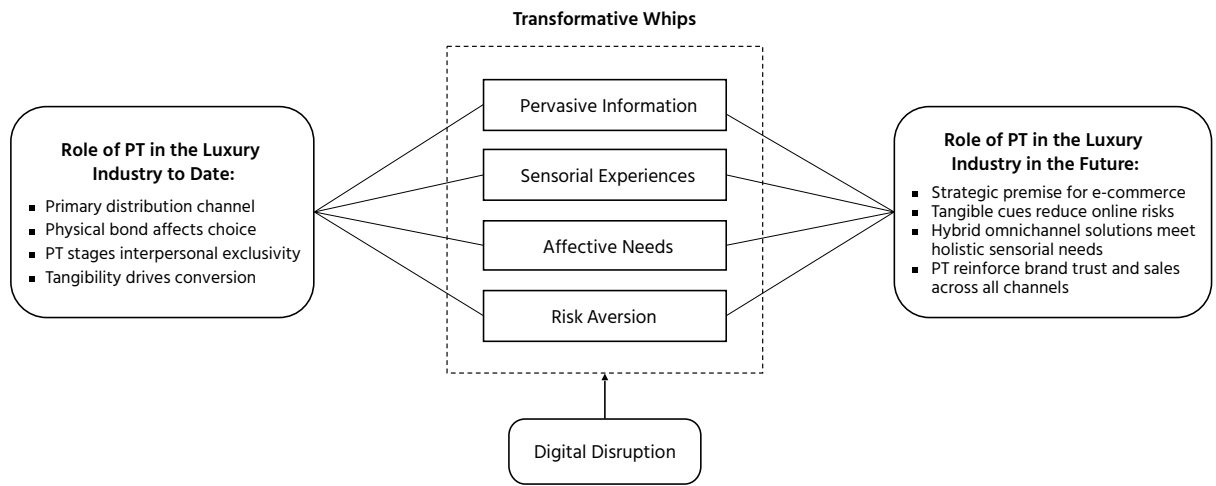 Transformative Whips
Role of PT in the Luxury
Industry to Date:
▪ Primary distribution channel
▪ Physical bond affects choice
▪ PT stages interpersonal exclusivity
▪ Tangibility drives conversion
Pervasive Information
Sensorial Experiences
Affective Needs
Risk Aversion
Role of PT in the Luxury
Industry in the Future:
▪ Strategic premise for e-commerce
▪ Tangible cues reduce online risks
▪ Hybrid omnichannel solutions meet
holistic sensorial needs
▪ PT reinforce brand trust and sales
across all channels
Digital Disruption